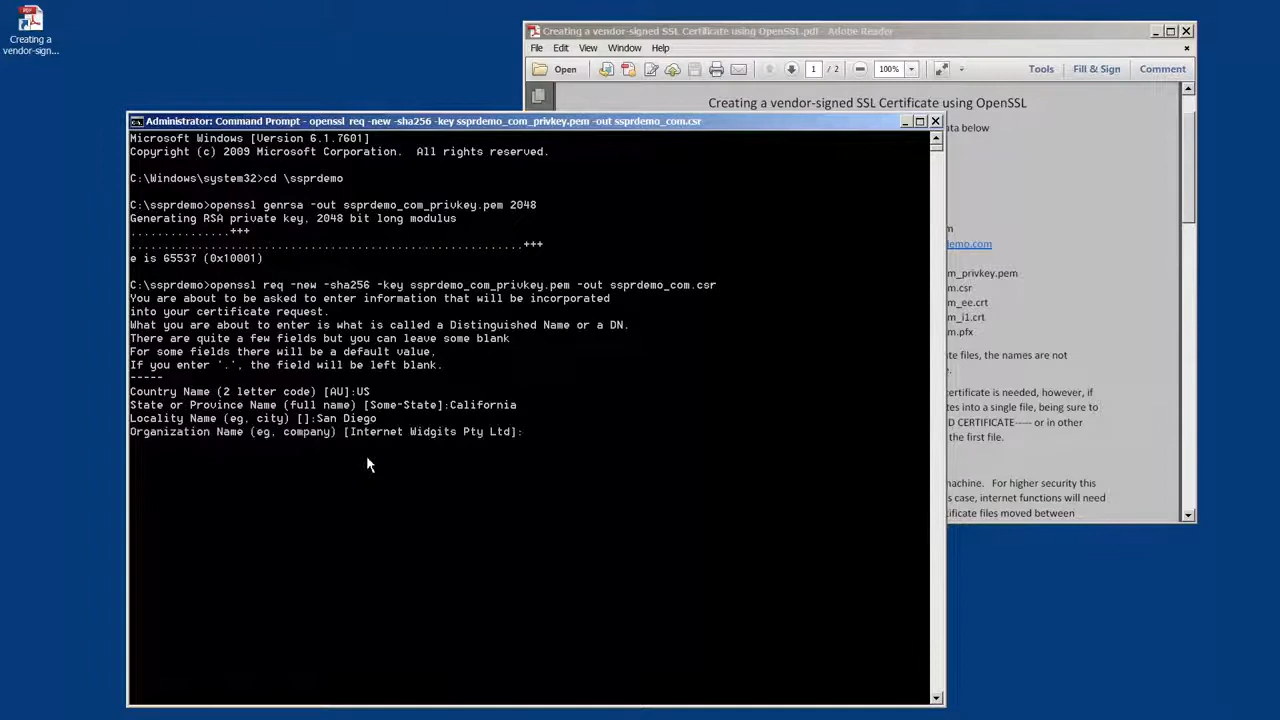 Creating a
vendor-sign...
Creating a vendor-signed SSL Certificate using OpenSSL.pdf - Adobe Reader
File Edit View Window Help
Open 1 / 2 100% Tools Fill & Sign Comment
Creating a vendor-signed SSL Certificate using OpenSSL
ata below
m
emo.com
m_privkey.pem
m.csr
m_ee.crt
m_i1.crt
m.pfx
te files, the names are not
e.
ertificate is needed, however, if
tes into a single file, being sure to
D CERTIFICATE----- or in other
the first file.
machine. For higher security this
s case, internet functions will need
tificate files moved between
Administrator: Command Prompt - openssl req -new -sha256 -key ssprdemo_com_privkey.pem -out ssprdemo_com.csr
Microsoft Windows [Version 6.1.7601]
Copyright (c) 2009 Microsoft Corporation. All rights reserved.
C:\Windows\system32>cd \ssprdemo
C:\ssprdemo>openssl genrsa -out ssprdemo_com_privkey.pem 2048
Generating RSA private key, 2048 bit long modulus
...............+++
...........................................................+++
e is 65537 (0x10001)
C:\ssprdemo>openssl req -new -sha256 -key ssprdemo_com_privkey.pem -out ssprdemo_com.csr
You are about to be asked to enter information that will be incorporated
into your certificate request.
What you are about to enter is what is called a Distinguished Name or a DN.
There are quite a few fields but you can leave some blank
For some fields there will be a default value,
If you enter '.', the field will be left blank.
-----
Country Name (2 letter code) [AU]:US
State or Province Name (full name) [Some-State]:California
Locality Name (eg, city) []:San Diego
Organization Name (eg, company) [Internet Widgits Pty Ltd]: